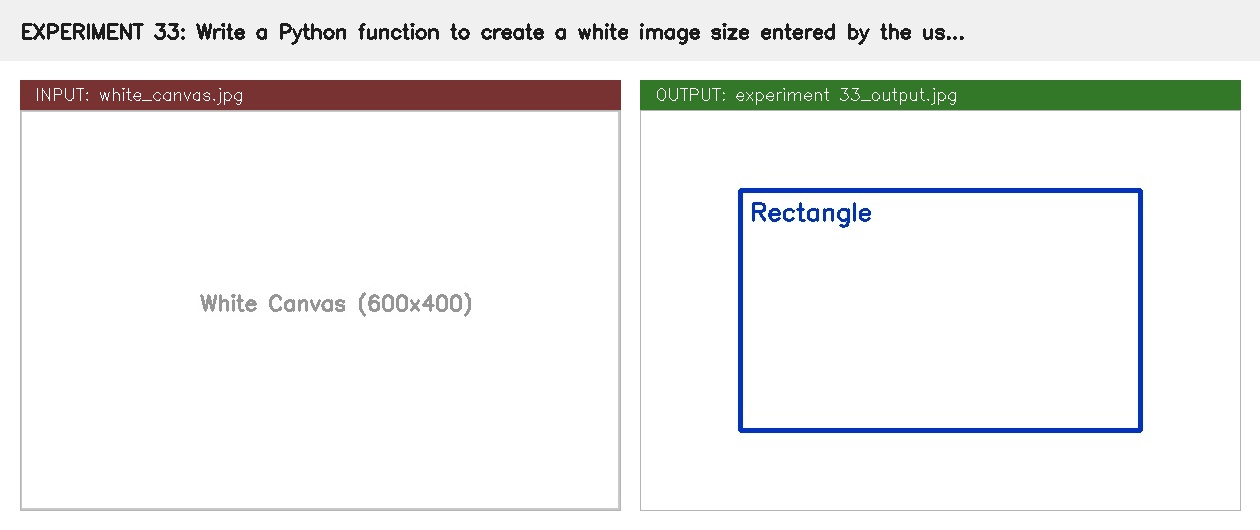 EXPERIMENT 33: Write a Python function to create a white image size entered by the us...
INPUT: white_canvas.jpg
OUTPUT: experiment 33_output.jpg
Rectangle
White Canvas (600x400)